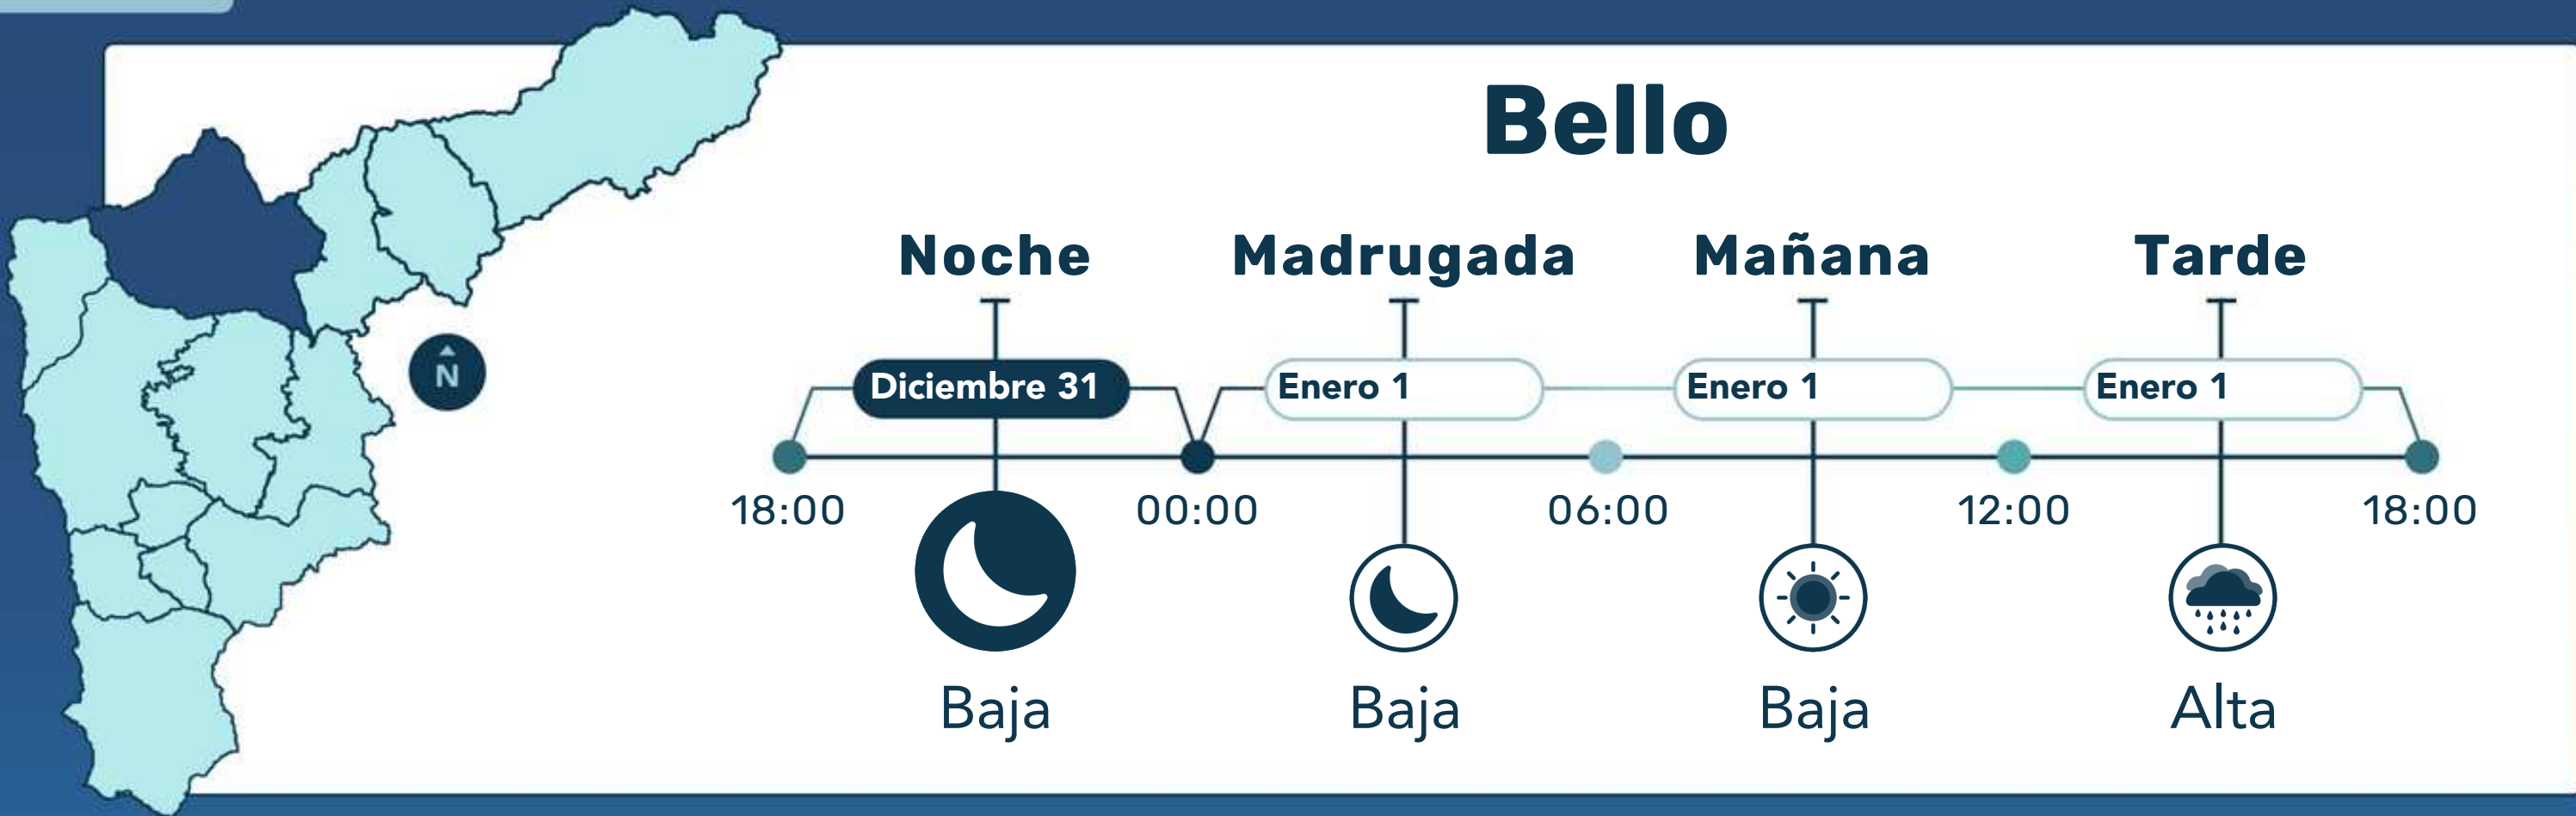 Bello
Noche Madrugada Mañana Tarde
Diciembre 31 Enero 1 Enero 1 Enero 1
N
18:00 00:00 06:00 12:00 18:00
Baja Baja Baja Alta